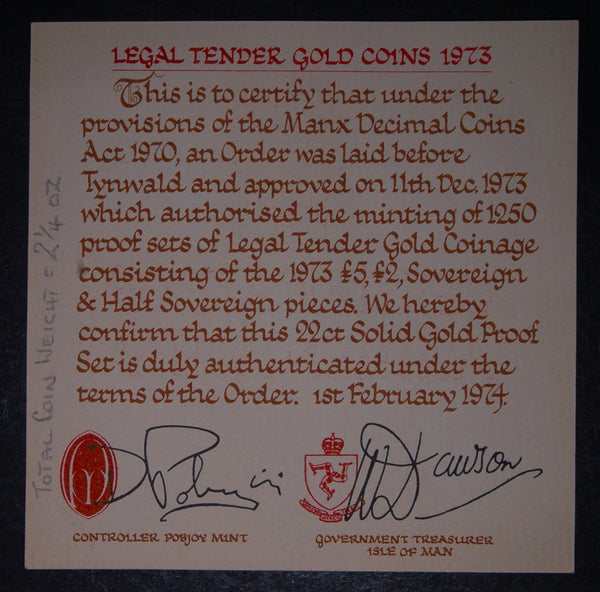 LEGAL TENDER GOLD COINS 1973
This is to certify that under the
provisions of the Manx Decimal Coins
Act 1970, an Order was laid before
Tynwald and approved on 11th Dec. 1973
which authorised the minting of 1250
proof sets of Legal Tender Gold Coinage
consisting of the 1973 £5, £2, Sovereign
& Half Sovereign pieces. We hereby
confirm that this 22ct Solid Gold Proof
Set is duly authenticated under the
terms of the Order. 1st February 1974.
CONTROLLER POBJOY MINT
GOVERNMENT TREASURER
ISLE OF MAN
TOTAL COIN WEIGHT = 2 1/4 OZ